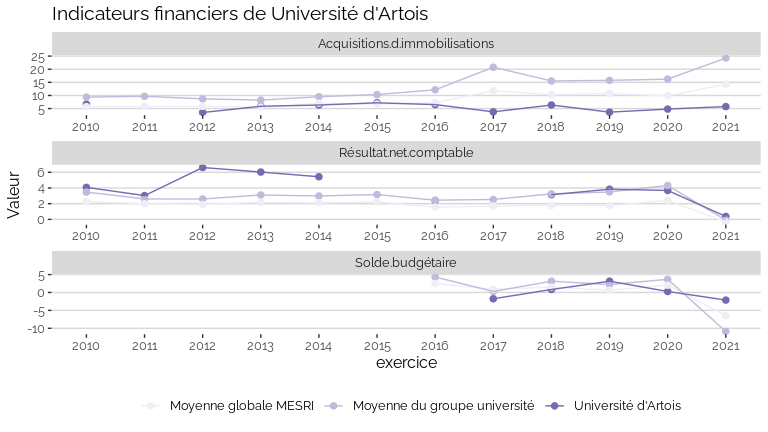 Indicateurs financiers de Université d'Artois
Acquisitions.d.immobilisations
25
20
15
10
5
2010 2011 2012 2013 2014 2015 2016 2017 2018 2019 2020 2021
Résultat.net.comptable
6
4
2
0
2010 2011 2012 2013 2014 2015 2016 2017 2018 2019 2020 2021
Valeur
Solde.budgétaire
5
0
-5
-10
2010 2011 2012 2013 2014 2015 2016 2017 2018 2019 2020 2021
exercice
Moyenne globale MESRI Moyenne du groupe université Université d'Artois